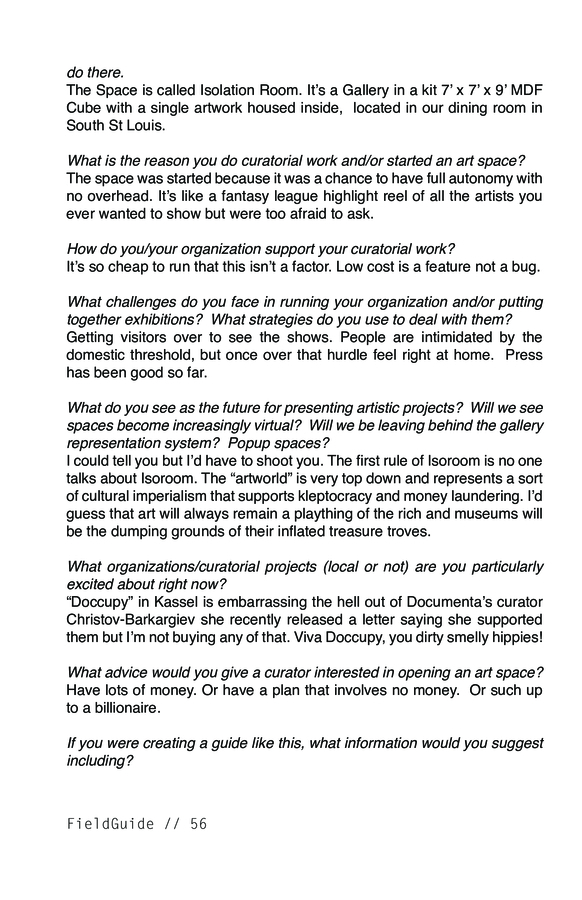 do there.
The Space is called Isolation Room. It’s a Gallery in a kit 7’ x 7’ x 9’ MDF
Cube with a single artwork housed inside,  located in our dining room in
South St Louis.
What is the reason you do curatorial work and/or started an art space?
The space was started because it was a chance to have full autonomy with
no overhead. It’s like a fantasy league highlight reel of all the artists you
ever wanted to show but were too afraid to ask.
How do you/your organization support your curatorial work?
It’s so cheap to run that this isn’t a factor. Low cost is a feature not a bug.
What challenges do you face in running your organization and/or putting
together exhibitions?  What strategies do you use to deal with them?
Getting visitors over to see the shows. People are intimidated by the
domestic threshold, but once over that hurdle feel right at home.  Press
has been good so far.
What do you see as the future for presenting artistic projects?  Will we see
spaces become increasingly virtual?  Will we be leaving behind the gallery
representation system?  Popup spaces?
I could tell you but I’d have to shoot you. The first rule of Isoroom is no one
talks about Isoroom. The “artworld” is very top down and represents a sort
of cultural imperialism that supports kleptocracy and money laundering. I’d
guess that art will always remain a plaything of the rich and museums will
be the dumping grounds of their inflated treasure troves.
What organizations/curatorial projects (local or not) are you particularly
excited about right now?
“Doccupy” in Kassel is embarrassing the hell out of Documenta’s curator
Christov-Barkargiev she recently released a letter saying she supported
them but I’m not buying any of that. Viva Doccupy, you dirty smelly hippies!
What advice would you give a curator interested in opening an art space?
Have lots of money. Or have a plan that involves no money.  Or such up
to a billionaire.
If you were creating a guide like this, what information would you suggest
including?
FieldGuide // 56